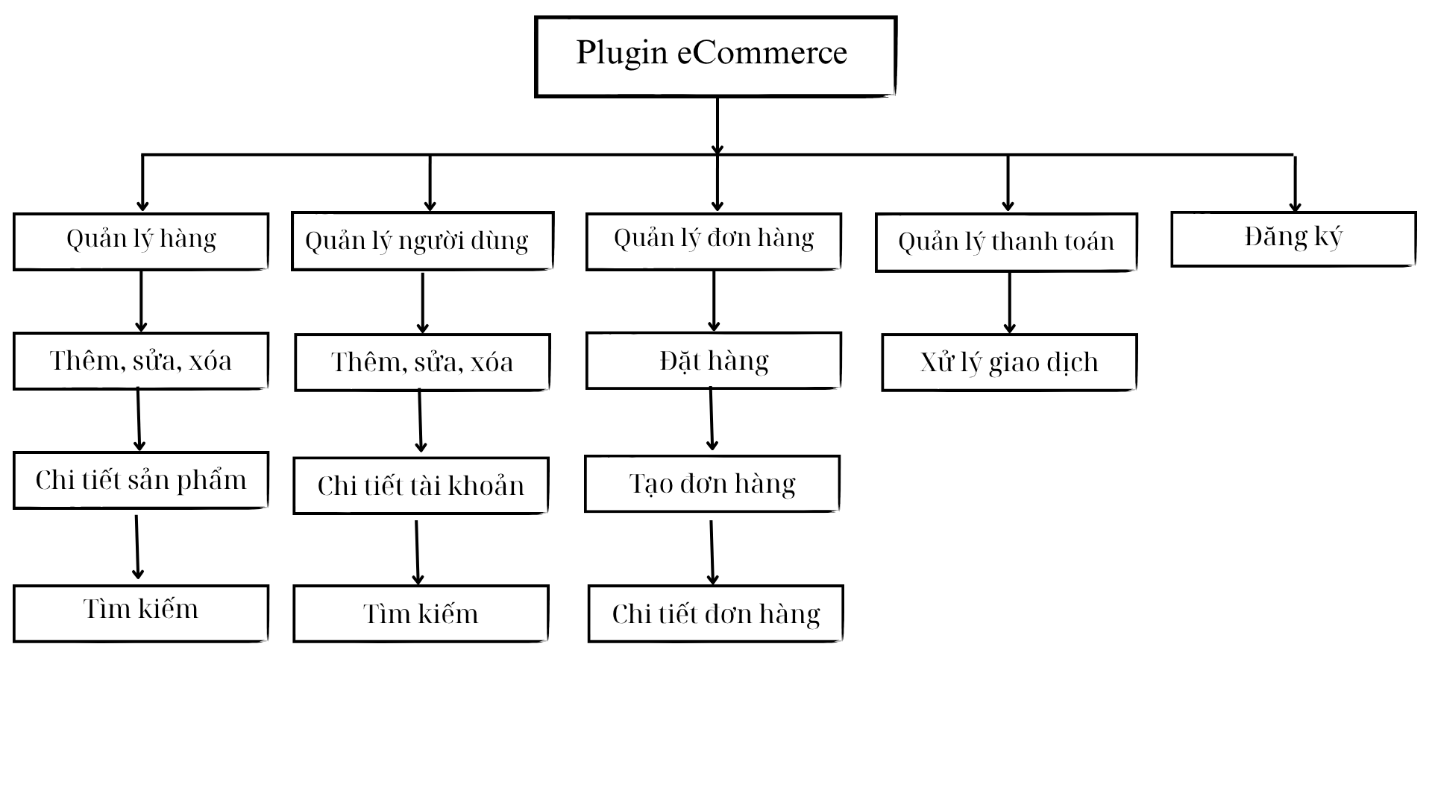 Plugin eCommerce
Quản lý hàng
Quản lý người dùng
Quản lý đơn hàng
Quản lý thanh toán
Đăng ký
Thêm, sửa, xóa
Thêm, sửa, xóa
Đặt hàng
Xử lý giao dịch
Chi tiết sản phẩm
Chi tiết tài khoản
Tạo đơn hàng
Tìm kiếm
Tìm kiếm
Chi tiết đơn hàng